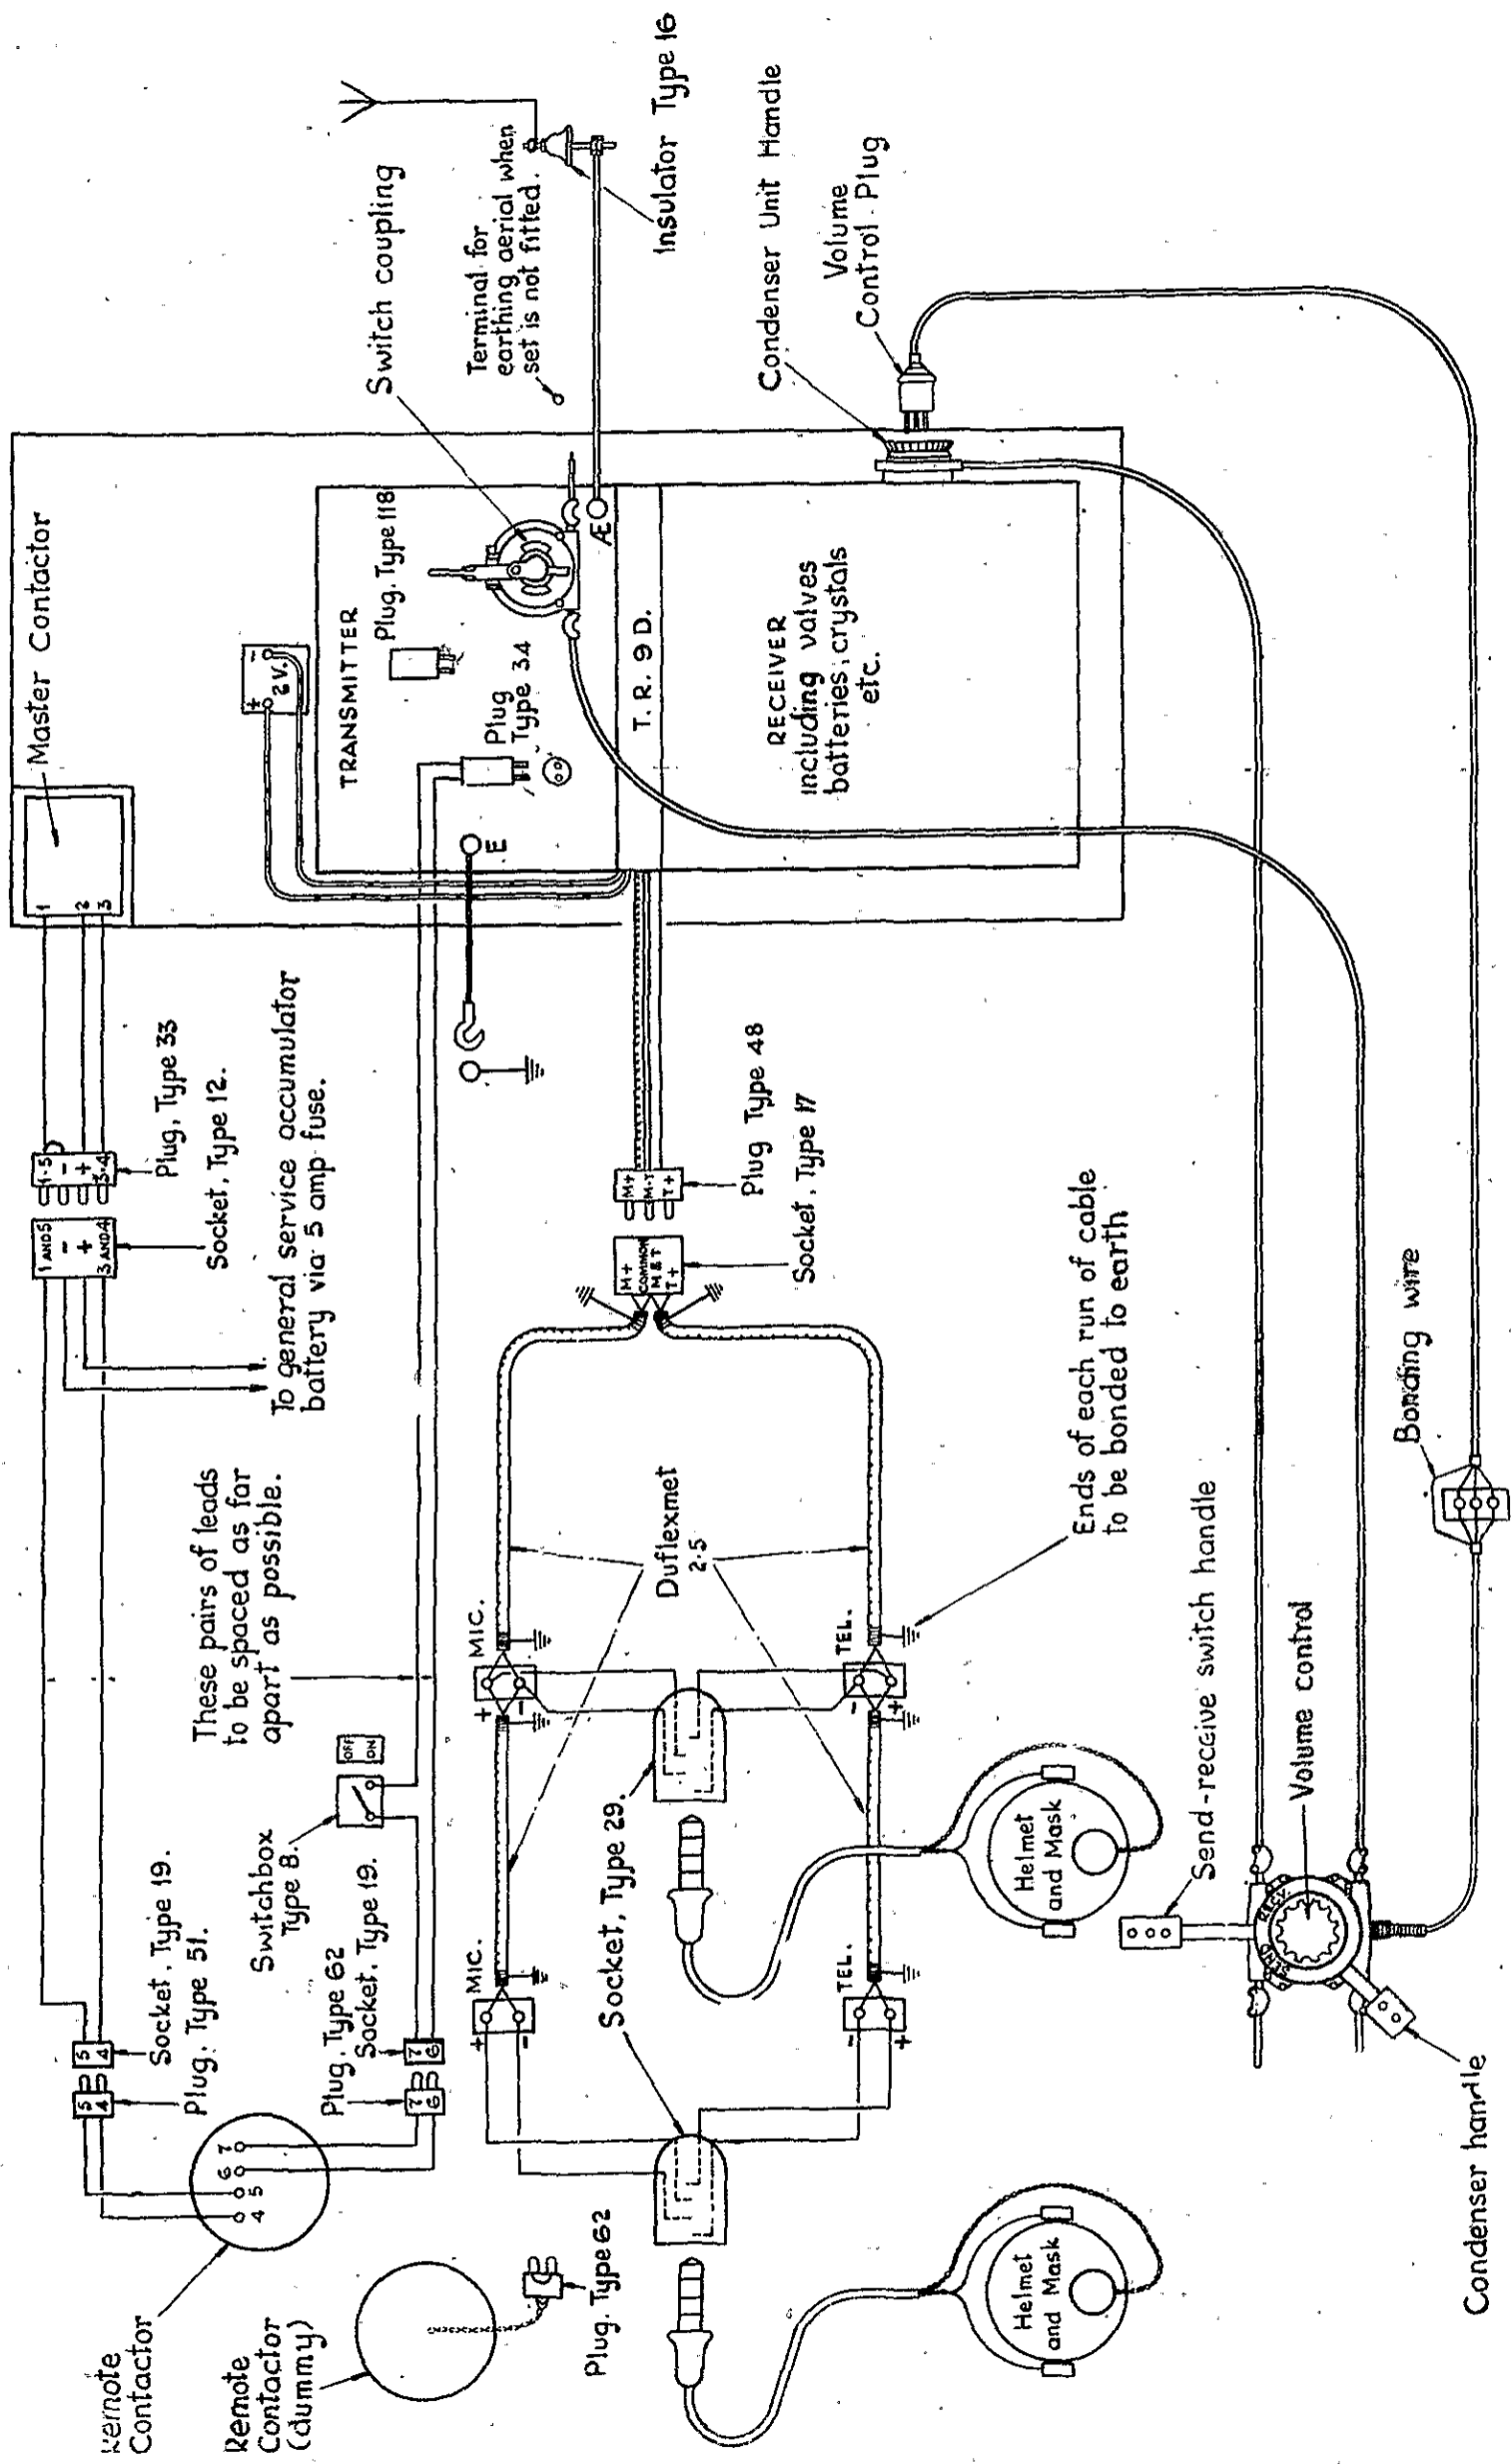 Remote
Contactor
4
5
6
7
5
4
5
4
Socket, Type 19.
Plug, Type 51.
Remote
Contactor
(dummy)
Plug, Type 62
Plug, Type 62
Socket, Type 19.
7
6
7
6
Switchbox
Type B.
OFF
ON
These pairs of leads
to be spaced as far
apart as possible.
1 AND 5
-
+
3 AND 4
1·5
-
+
3·4
Plug, Type 33
Socket, Type 12.
To general service accumulator
battery via 5 amp fuse.
1
2
3
Master Contactor
+
-
2 V.
TRANSMITTER
Plug, Type 118
Plug
Type 34
E
Æ
T. R. 9 D.
RECEIVER
including valves
batteries, crystals
etc.
Switch coupling
Terminal for
earthing aerial when
set is not fitted.
Insulator Type 16
Condenser Unit Handle
Volume
Control Plug
MIC.
+
-
MIC.
+
-
Socket, Type 29.
Duflexmet
2·5
TEL.
-
+
TEL.
-
+
M+
COMMON
M & T
T+
M+
M-T
T+
Plug Type 48
Socket, Type 17
Ends of each run of cable
to be bonded to earth
Helmet
and Mask
Helmet
and Mask
Send-receive switch handle
Volume control
SEND
Condenser handle
Bonding wire